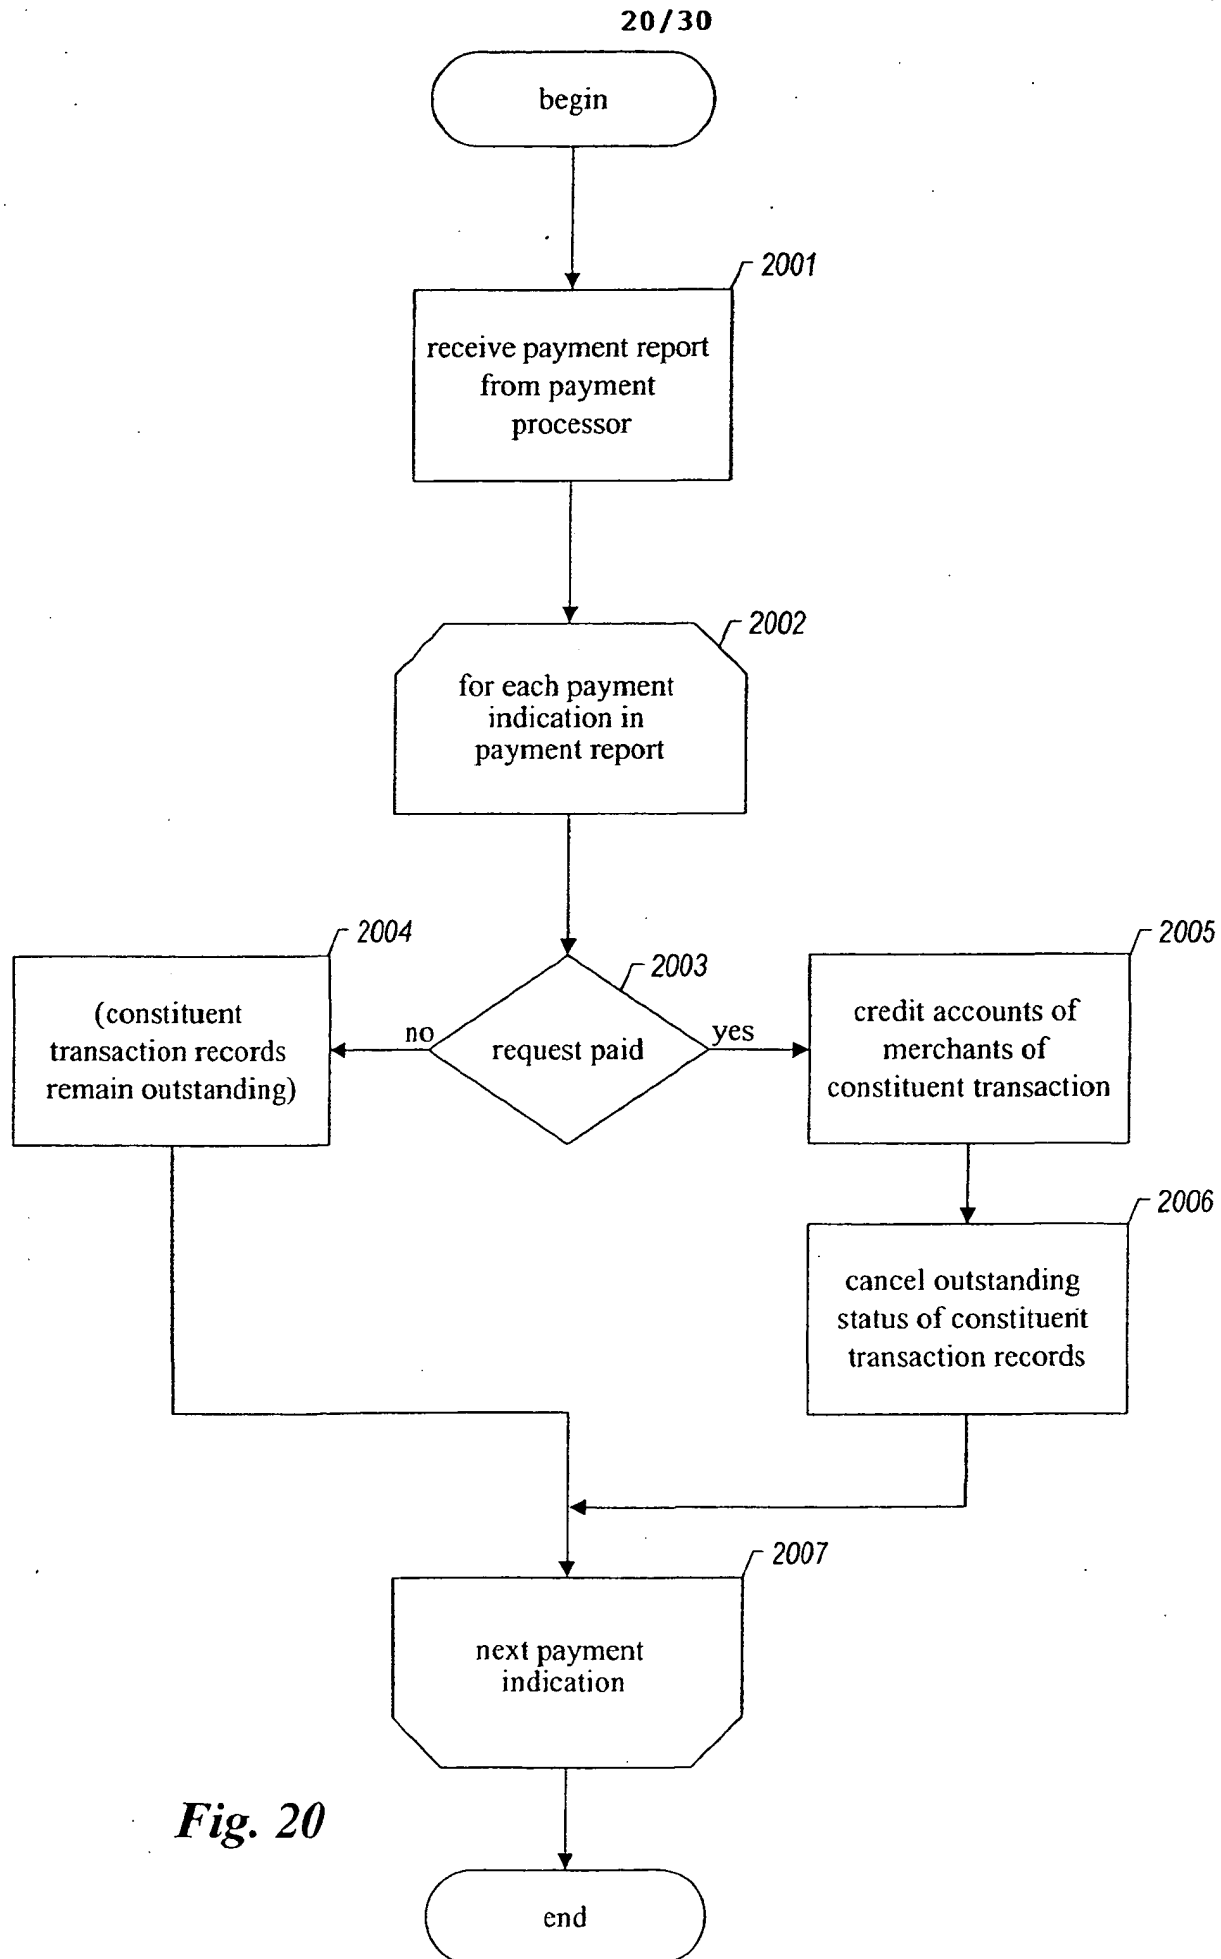 20/30
begin
2001
receive payment report
from payment
processor
2002
for each payment
indication in
payment report
2004
(constituent
transaction records
remain outstanding)
no
2003
request paid
yes
2005
credit accounts of
merchants of
constituent transaction
2006
cancel outstanding
status of constituent
transaction records
2007
next payment
indication
Fig. 20
end